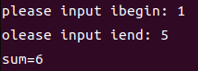 please input ibegin: 1
olease input iend: 5
sum=6